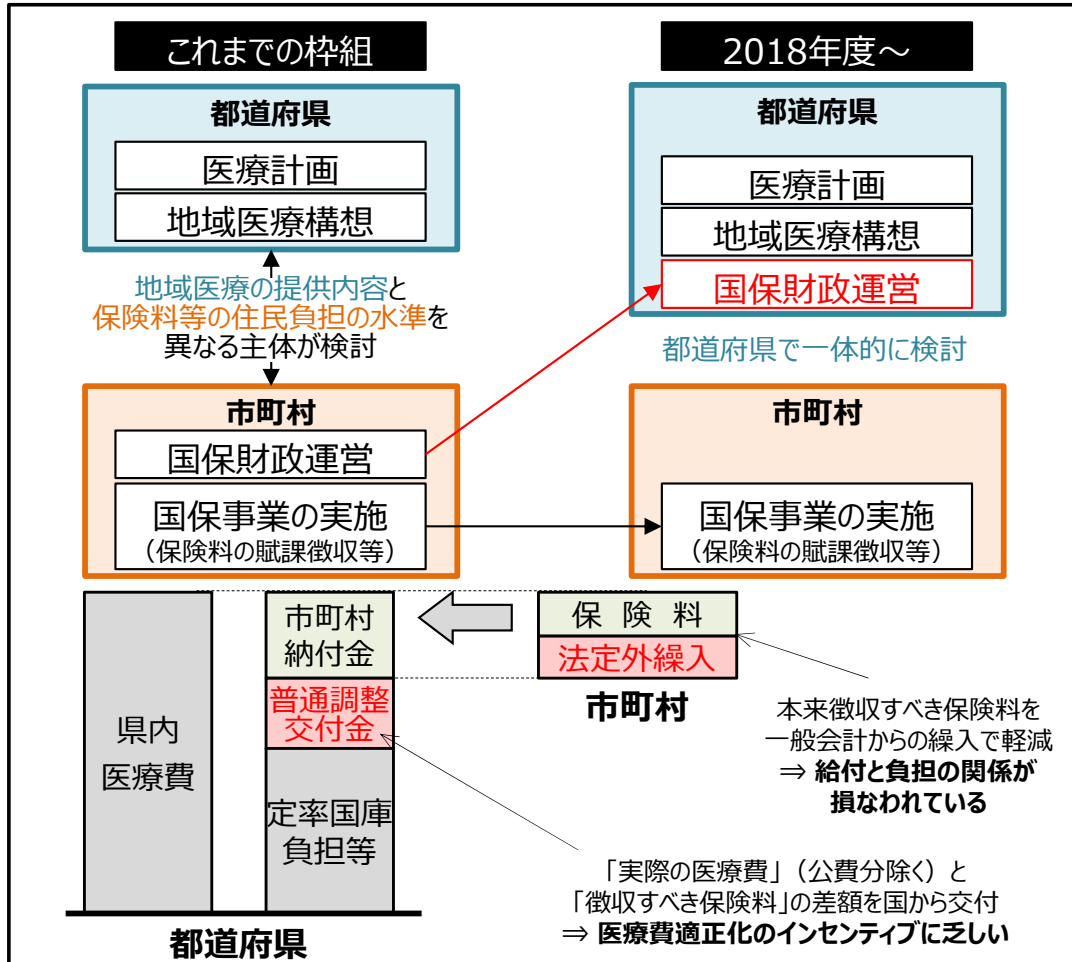 これまでの枠組
2018年度～
都道府県
医療計画
地域医療構想
地域医療の提供内容と
保険料等の住民負担の水準を
異なる主体が検討
市町村
国保財政運営
国保事業の実施
（保険料の賦課徴収等）
都道府県
医療計画
地域医療構想
国保財政運営
都道府県で一体的に検討
市町村
国保事業の実施
（保険料の賦課徴収等）
県内
医療費
市町村
納付金
普通調整
交付金
定率国庫
負担等
都道府県
保 険 料
法定外繰入
市町村
本来徴収すべき保険料を
一般会計からの繰入で軽減
⇒ 給付と負担の関係が
損なわれている
「実際の医療費」（公費分除く）と
「徴収すべき保険料」の差額を国から交付
⇒ 医療費適正化のインセンティブに乏しい